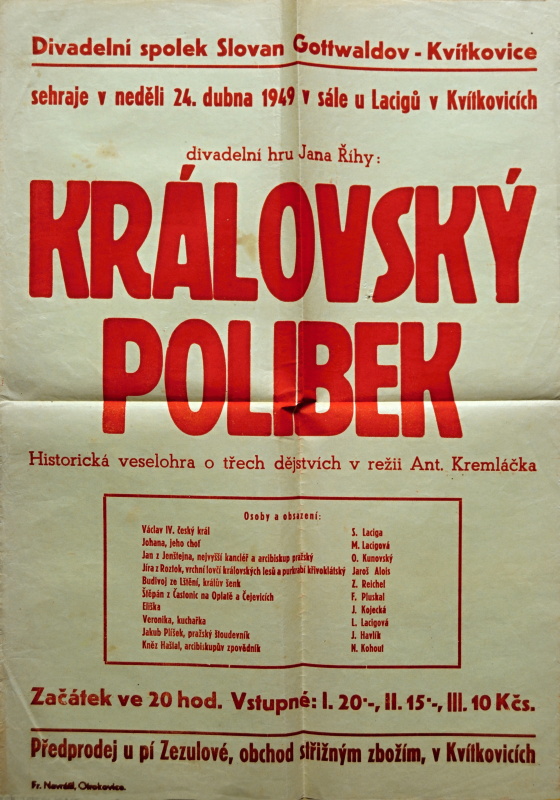 Divadelní spolek Slovan Gottwaldov - Kvítkovice
sehraje v neděli 24. dubna 1949 v sále u Lacigů v Kvítkovicích
divadelní hru Jana Říhy:
KRÁLOVSKÝ
POLIBEK
Historická veselohra o třech dějstvích v režii Ant. Kremláčka
Osoby a obsazení:
Václav IV. český král S. Laciga
Johana, jeho choť M. Lacigová
Jan z Jenštejna, nejvyšší kancléř a arcibiskup pražský O. Kunovský
Jíra z Roztok, vrchní lovčí královských lesů a purkrabí křivoklátský Jaroš Alois
Budivoj ze Lštění, králův šenk Z. Reichel
Štěpán z Častonic na Oplatě a Čejevicích F. Pluskal
Eliška J. Kojecká
Veronika, kuchařka L. Lacigová
Jakub Plíšek, pražský študevník J. Havlík
Kněz Haštal, arcibiskupův zpovědník N. Kohout
Začátek ve 20 hod. Vstupné: I. 20·-, II. 15·-, III. 10 Kčs.
Předprodej u pí Zezulové, obchod střižným zbožím, v Kvítkovicích
Fr. Navrátil, Otrokovice.